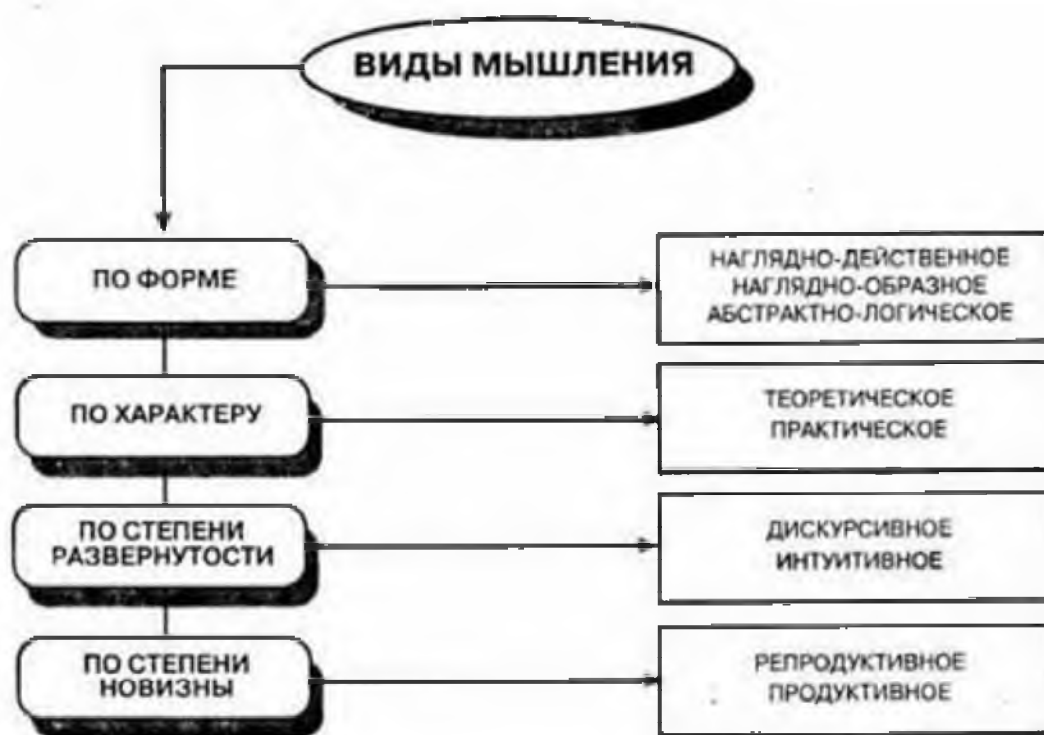 ВИДЫ МЫШЛЕНИЯ
ПО ФОРМЕ
НАГЛЯДНО-ДЕЙСТВЕННОЕ
НАГЛЯДНО-ОБРАЗНОЕ
АБСТРАКТНО-ЛОГИЧЕСКОЕ
ПО ХАРАКТЕРУ
ТЕОРЕТИЧЕСКОЕ
ПРАКТИЧЕСКОЕ
ПО СТЕПЕНИ
РАЗВЕРНУТОСТИ
ДИСКУРСИВНОЕ
ИНТУИТИВНОЕ
ПО СТЕПЕНИ
НОВИЗНЫ
РЕПРОДУКТИВНОЕ
ПРОДУКТИВНОЕ